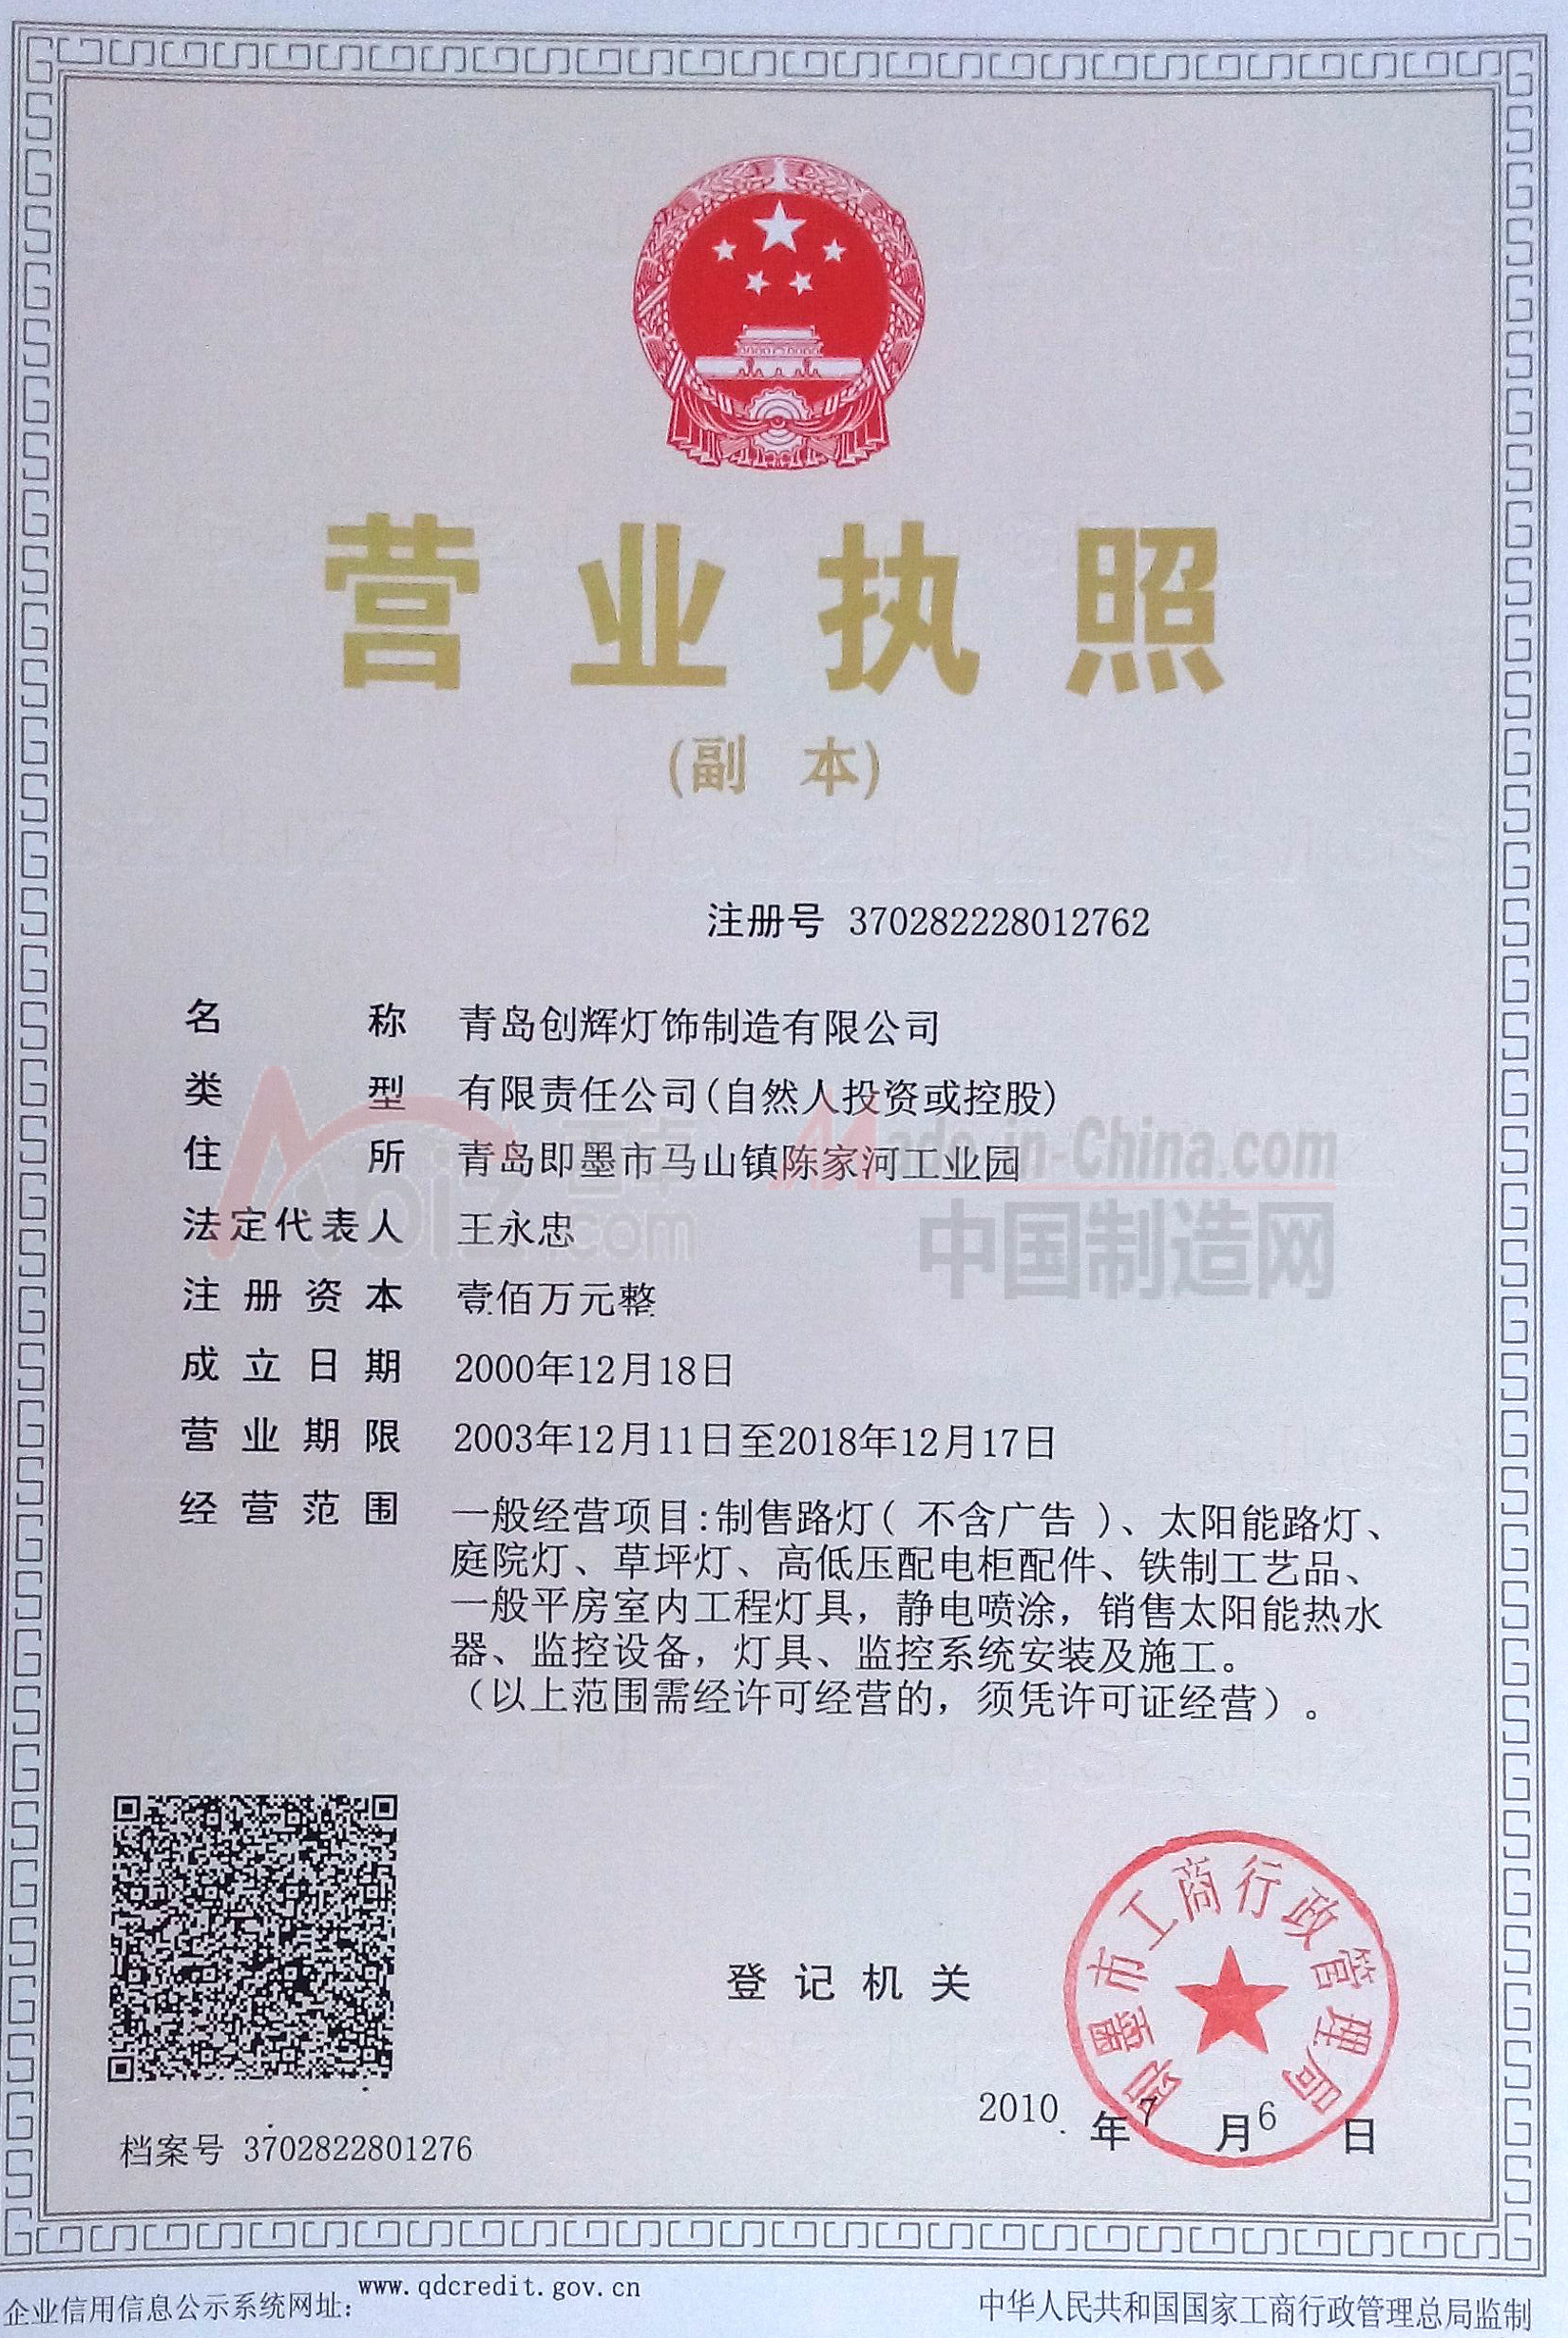 营业执照
(副 本)
注册号 370282228012762
名 称 青岛创辉灯饰制造有限公司
类 型 有限责任公司(自然人投资或控股)
住 所 青岛即墨市马山镇陈家河工业园
法定代表人 王永忠
注册资本 壹佰万元整
成立日期 2000年12月18日
营业期限 2003年12月11日至2018年12月17日
经营范围 一般经营项目:制售路灯( 不含广告 )、太阳能路灯、
庭院灯、草坪灯、高低压配电柜配件、铁制工艺品、
一般平房室内工程灯具，静电喷涂，销售太阳能热水
器、监控设备，灯具、监控系统安装及施工。
（以上范围需经许可经营的，须凭许可证经营）。
Abiz.com 百卓
Made-in-China.com
中国制造网
登记机关
即墨市工商行政管理局
2010 年 7 月 6 日
档案号 3702822801276
企业信用信息公示系统网址: www.qdcredit.gov.cn
中华人民共和国国家工商行政管理总局监制